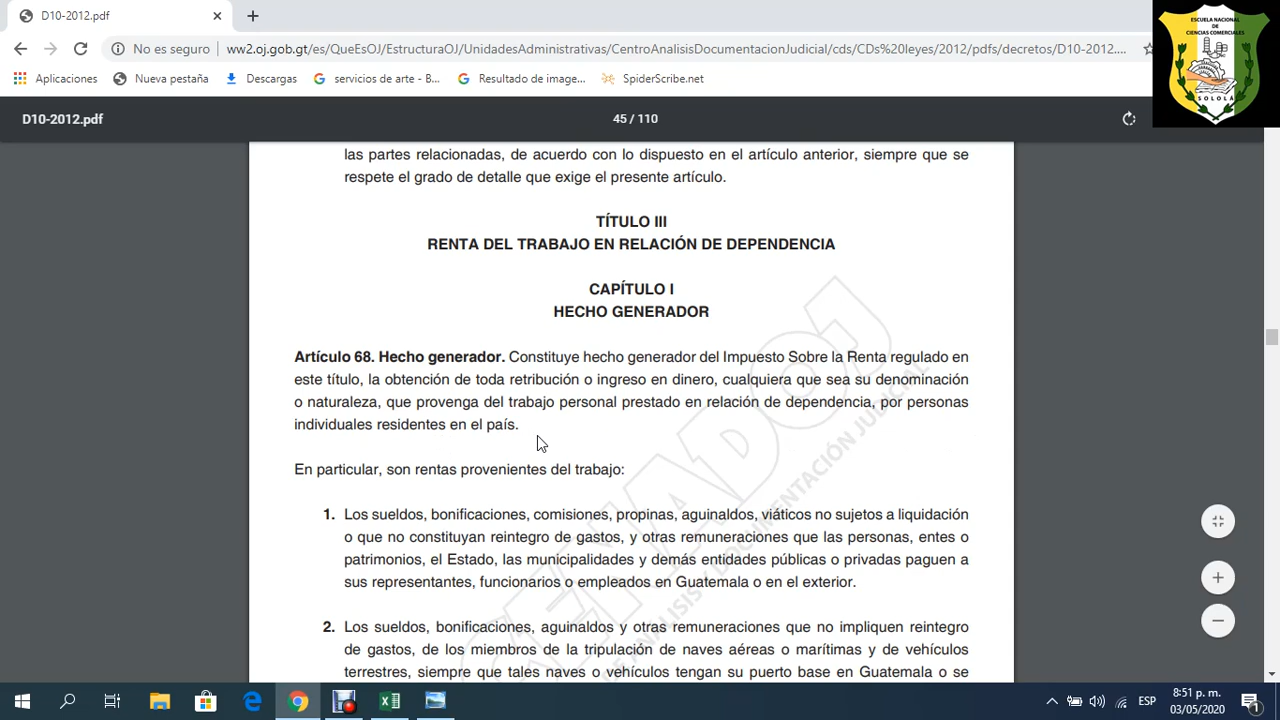 D10-2012.pdf
ESCUELA NACIONAL
DE
CIENCIAS COMERCIALES
SOLOLÁ
No es seguro
ww2.oj.gob.gt/es/QueEsOJ/EstructuraOJ/UnidadesAdministrativas/CentroAnalisisDocumentacionJudicial/cds/CDs%20leyes/2012/pdfs/decretos/D10-2012....
Aplicaciones
Nueva pestaña
Descargas
servicios de arte - B...
Resultado de image...
SpiderScribe.net
D10-2012.pdf
45 / 110
las partes relacionadas, de acuerdo con lo dispuesto en el artículo anterior, siempre que se
respete el grado de detalle que exige el presente artículo.
TÍTULO III
RENTA DEL TRABAJO EN RELACIÓN DE DEPENDENCIA
CAPÍTULO I
HECHO GENERADOR
Artículo 68. Hecho generador. Constituye hecho generador del Impuesto Sobre la Renta regulado en
este título, la obtención de toda retribución o ingreso en dinero, cualquiera que sea su denominación
o naturaleza, que provenga del trabajo personal prestado en relación de dependencia, por personas
individuales residentes en el país.
En particular, son rentas provenientes del trabajo:
1. Los sueldos, bonificaciones, comisiones, propinas, aguinaldos, viáticos no sujetos a liquidación
o que no constituyan reintegro de gastos, y otras remuneraciones que las personas, entes o
patrimonios, el Estado, las municipalidades y demás entidades públicas o privadas paguen a
sus representantes, funcionarios o empleados en Guatemala o en el exterior.
2. Los sueldos, bonificaciones, aguinaldos y otras remuneraciones que no impliquen reintegro
de gastos, de los miembros de la tripulación de naves aéreas o marítimas y de vehículos
terrestres, siempre que tales naves o vehículos tengan su puerto base en Guatemala o se
CENADOJ
DE ANÁLISIS Y DOCUMENTACIÓN JUDICIAL
ESP
8:51 p. m.
03/05/2020
1